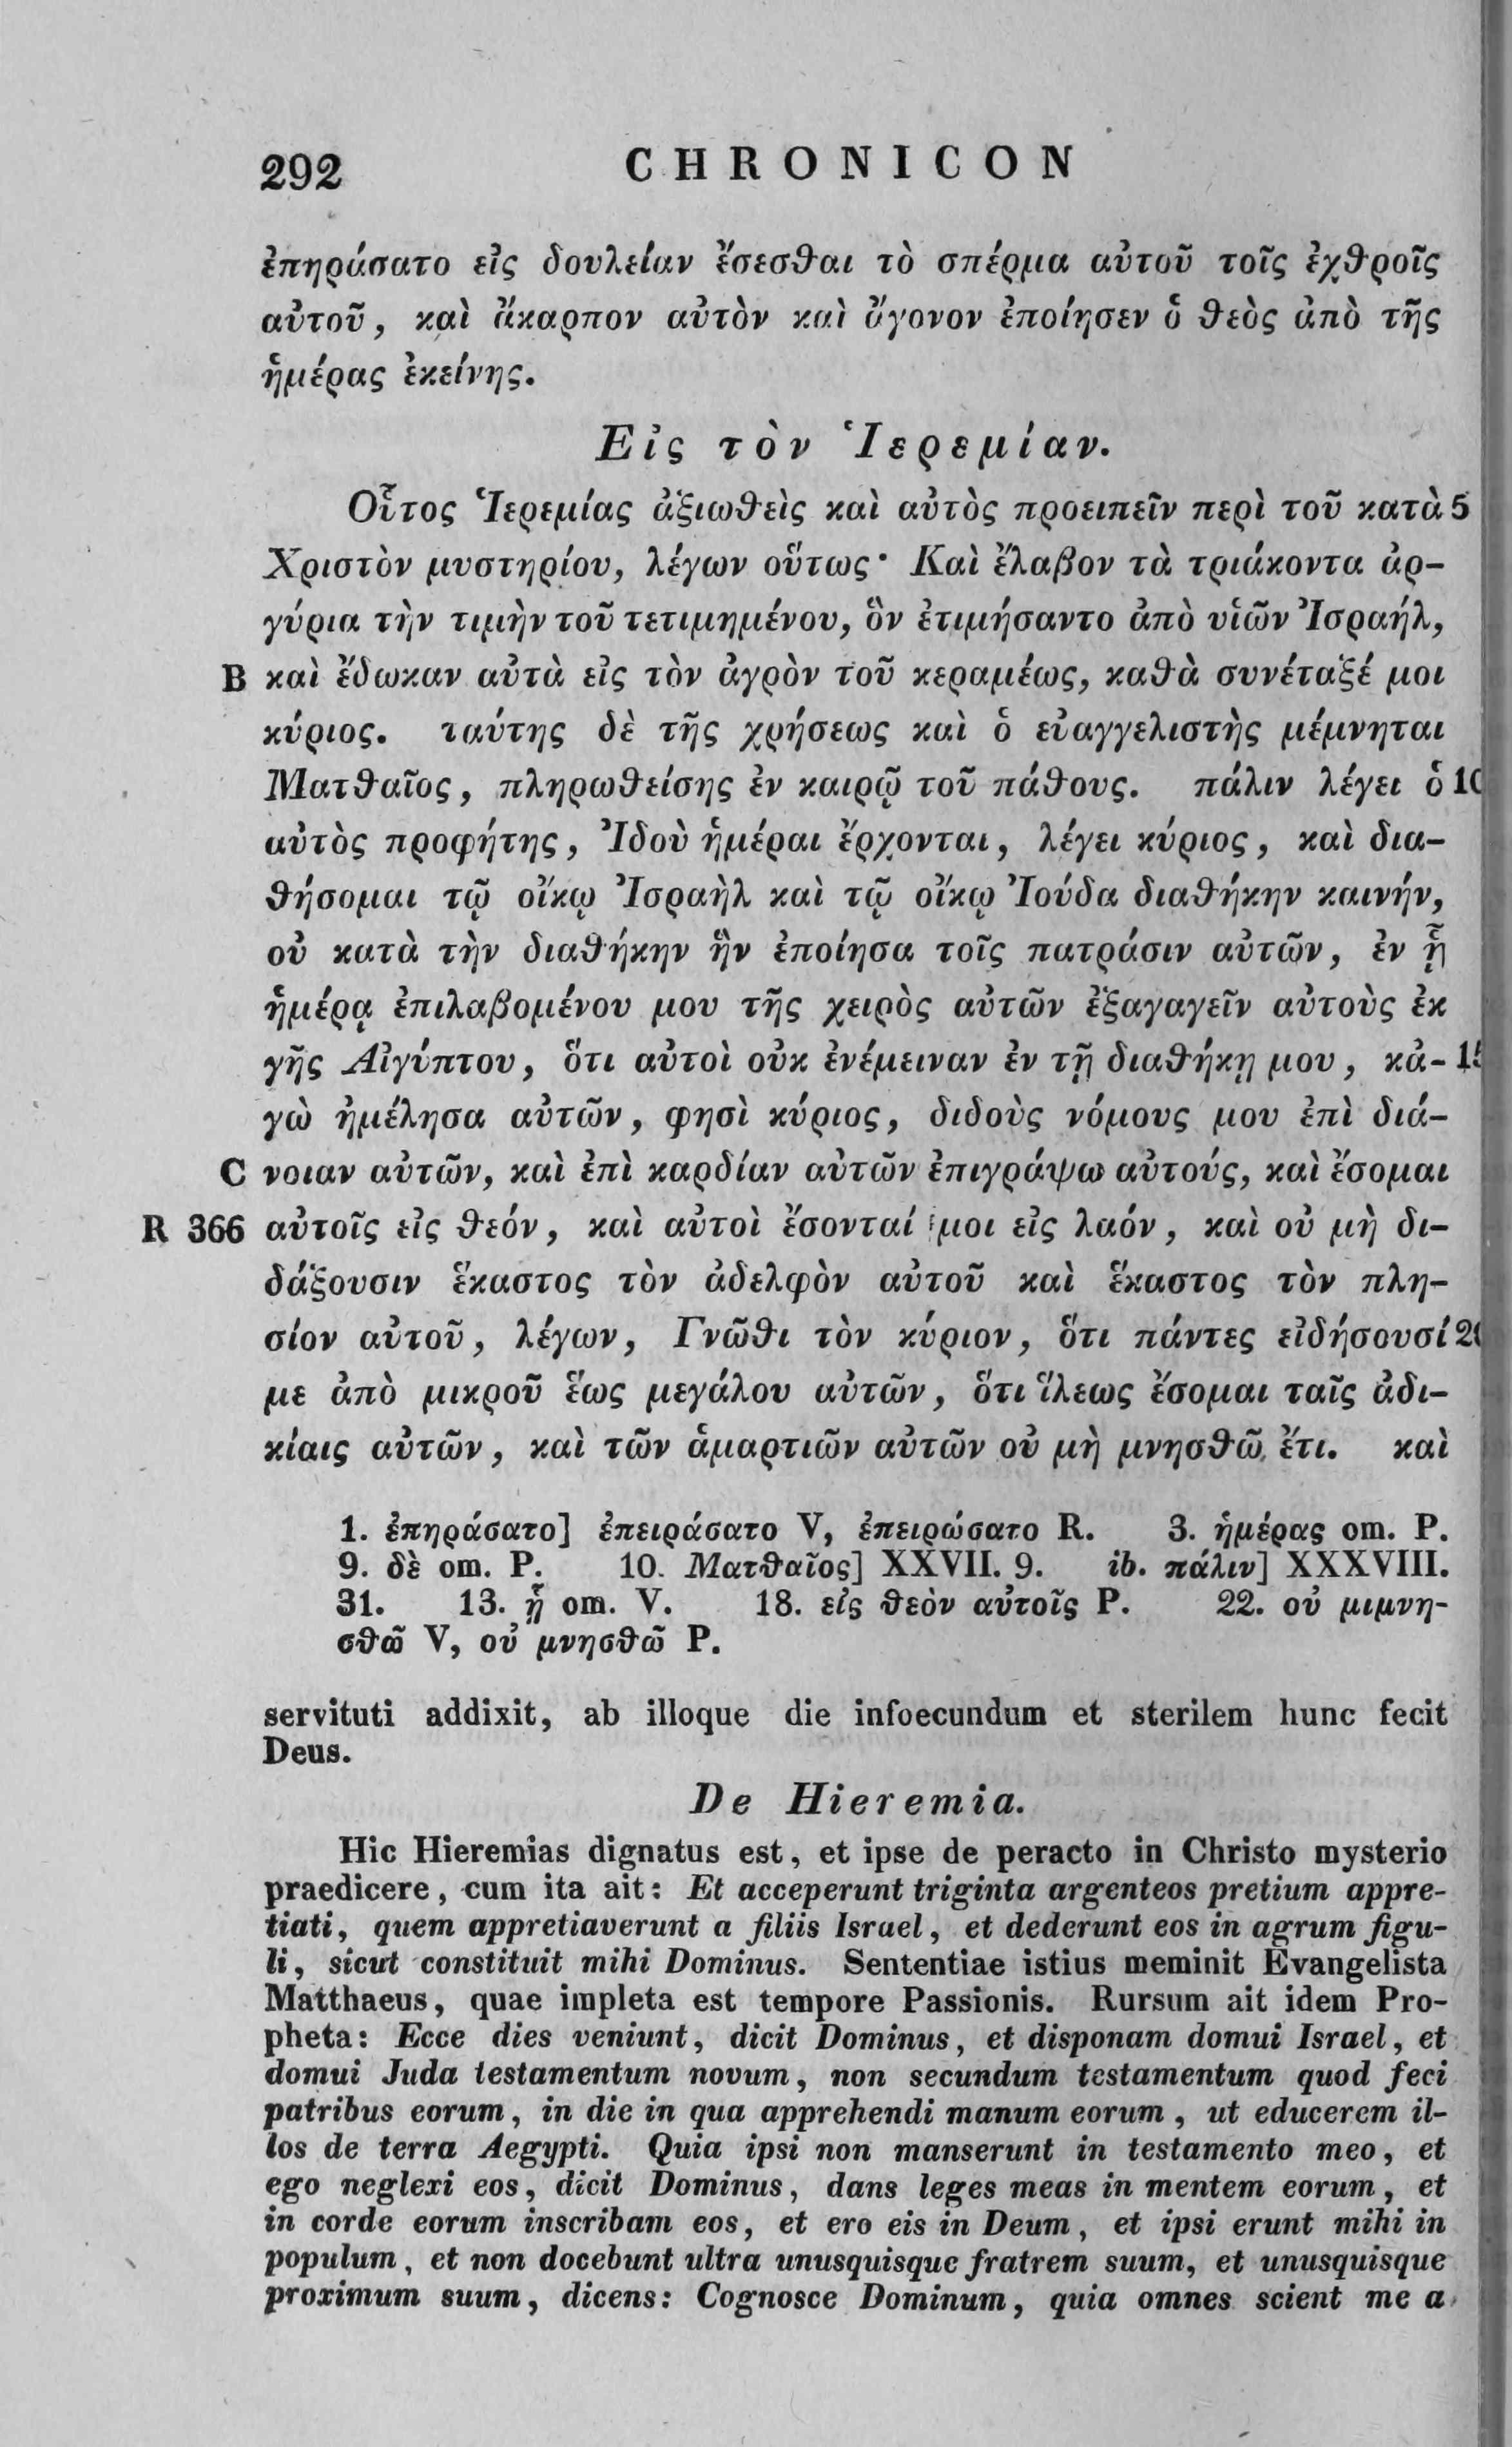 292 CHRONICON
ἐπηράσατο εἰς δουλείαν ἔσεσθαι τὸ σπέρμα αὐτοῦ τοῖς ἐχθροῖς
αὐτοῦ, καὶ ἄκαρπον αὐτὸν καὶ ἄγονον ἐποίησεν ὁ θεὸς ἀπὸ τῆς
ἡμέρας ἐκείνης.
Εἰς τὸν Ἱερεμίαν.
Οὗτος Ἱερεμίας ἀξιωθεὶς καὶ αὐτὸς προειπεῖν περὶ τοῦ κατὰ 5
Χριστὸν μυστηρίου, λέγων οὕτως· Καὶ ἔλαβον τὰ τριάκοντα ἀρ-
γύρια τὴν τιμὴν τοῦ τετιμημένου, ὃν ἐτιμήσαντο ἀπὸ υἱῶν Ἰσραήλ,
B καὶ ἔδωκαν αὐτὰ εἰς τὸν ἀγρὸν τοῦ κεραμέως, καθὰ συνέταξέ μοι
κύριος. ταύτης δὲ τῆς χρήσεως καὶ ὁ εὐαγγελιστὴς μέμνηται
Ματθαῖος, πληρωθείσης ἐν καιρῷ τοῦ πάθους. πάλιν λέγει ὁ 10
αὐτὸς προφήτης, Ἰδοὺ ἡμέραι ἔρχονται, λέγει κύριος, καὶ δια-
θήσομαι τῷ οἴκῳ Ἰσραὴλ καὶ τῷ οἴκῳ Ἰούδα διαθήκην καινήν,
οὐ κατὰ τὴν διαθήκην ἣν ἐποίησα τοῖς πατράσιν αὐτῶν, ἐν ᾗ
ἡμέρᾳ ἐπιλαβομένου μου τῆς χειρὸς αὐτῶν ἐξαγαγεῖν αὐτοὺς ἐκ
γῆς Αἰγύπτου, ὅτι αὐτοὶ οὐκ ἐνέμειναν ἐν τῇ διαθήκῃ μου, κἀ- 15
γὼ ἠμέλησα αὐτῶν, φησὶ κύριος, διδοὺς νόμους μου ἐπὶ διά-
C νοιαν αὐτῶν, καὶ ἐπὶ καρδίαν αὐτῶν ἐπιγράψω αὐτούς, καὶ ἔσομαι
R 366 αὐτοῖς εἰς θεόν, καὶ αὐτοὶ ἔσονταί μοι εἰς λαόν, καὶ οὐ μὴ δι-
δάξουσιν ἕκαστος τὸν ἀδελφὸν αὐτοῦ καὶ ἕκαστος τὸν πλη-
σίον αὐτοῦ, λέγων, Γνῶθι τὸν κύριον, ὅτι πάντες εἰδήσουσί 20
με ἀπὸ μικροῦ ἕως μεγάλου αὐτῶν, ὅτι ἵλεως ἔσομαι ταῖς ἀδι-
κίαις αὐτῶν, καὶ τῶν ἁμαρτιῶν αὐτῶν οὐ μὴ μνησθῶ ἔτι. καὶ
1. ἐπηράσατο] ἐπειράσατο V, ἐπειρώσατο R. 3. ἡμέρας om. P.
9. δὲ om. P. 10. Ματθαῖος] XXVII. 9. ib. πάλιν] XXXVIII.
31. 13. ᾗ om. V. 18. εἰς θεὸν αὐτοῖς P. 22. οὐ μιμνη-
σθῶ V, οὐ μνησθῶ P.
servituti addixit, ab illoque die infoecundum et sterilem hunc fecit
Deus.
De Hieremia.
Hic Hieremias dignatus est, et ipse de peracto in Christo mysterio
praedicere, cum ita ait: Et acceperunt triginta argenteos pretium appre-
tiati, quem appretiaverunt a filiis Israel, et dederunt eos in agrum figu-
li, sicut constituit mihi Dominus. Sententiae istius meminit Evangelista
Matthaeus, quae impleta est tempore Passionis. Rursum ait idem Pro-
pheta: Ecce dies veniunt, dicit Dominus, et disponam domui Israel, et
domui Juda testamentum novum, non secundum testamentum quod feci
patribus eorum, in die in qua apprehendi manum eorum, ut educerem il-
los de terra Aegypti. Quia ipsi non manserunt in testamento meo, et
ego neglexi eos, dicit Dominus, dans leges meas in mentem eorum, et
in corde eorum inscribam eos, et ero eis in Deum, et ipsi erunt mihi in
populum, et non docebunt ultra unusquisque fratrem suum, et unusquisque
proximum suum, dicens: Cognosce Dominum, quia omnes scient me a